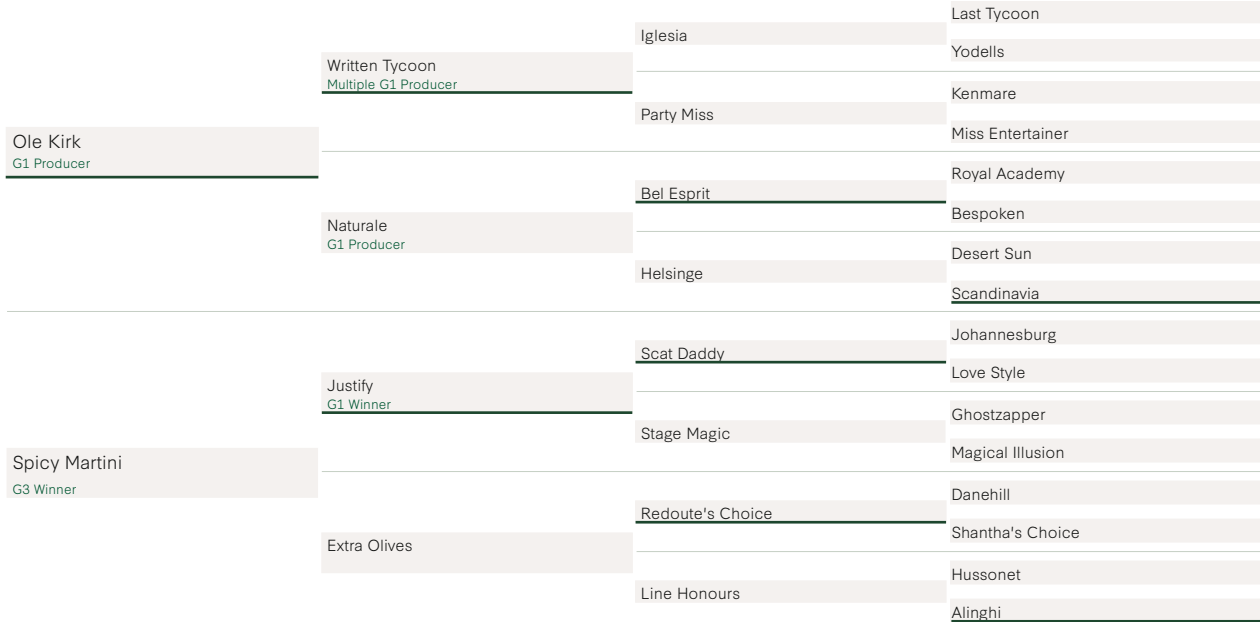 Ole Kirk
G1 Producer
Spicy Martini
G3 Winner
Written Tycoon
Multiple G1 Producer
Naturale
G1 Producer
Justify
G1 Winner
Extra Olives
Iglesia
Party Miss
Bel Esprit
Helsinge
Scat Daddy
Stage Magic
Redoute's Choice
Line Honours
Last Tycoon
Yodells
Kenmare
Miss Entertainer
Royal Academy
Bespoken
Desert Sun
Scandinavia
Johannesburg
Love Style
Ghostzapper
Magical Illusion
Danehill
Shantha's Choice
Hussonet
Alinghi